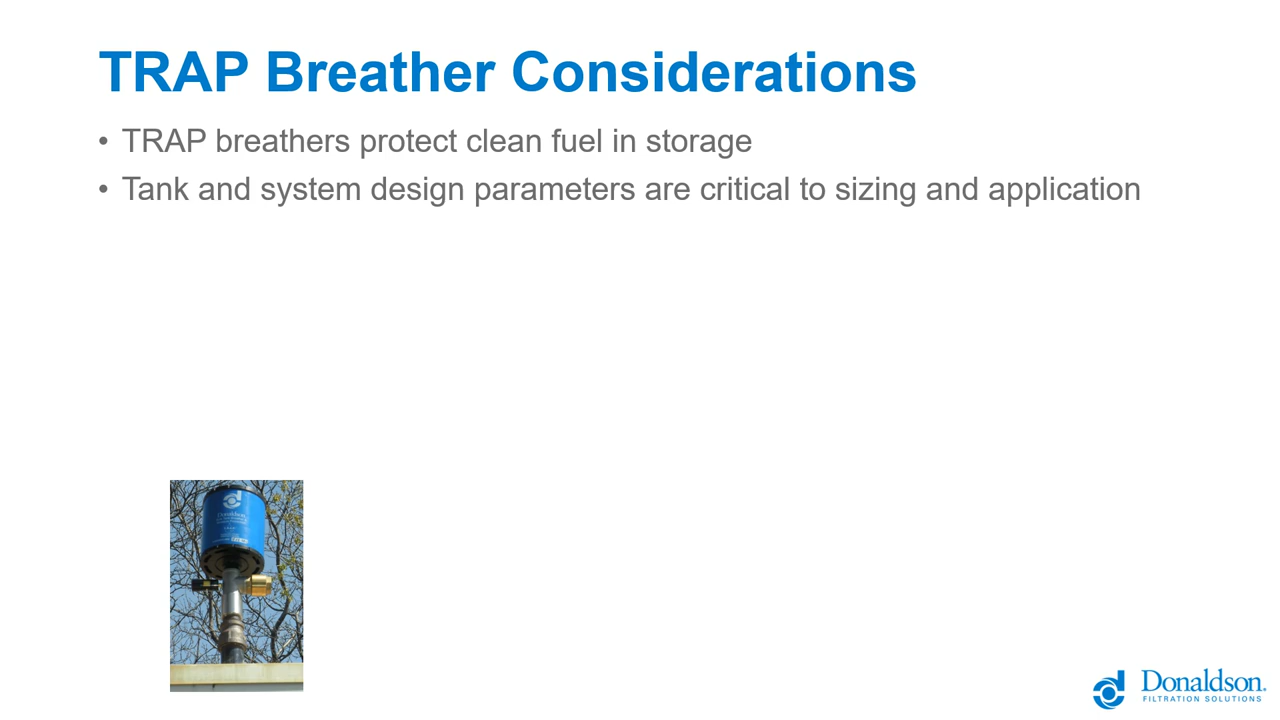 TRAP Breather Considerations
• TRAP breathers protect clean fuel in storage
• Tank and system design parameters are critical to sizing and application
Donaldson
Donaldson.
FILTRATION SOLUTIONS